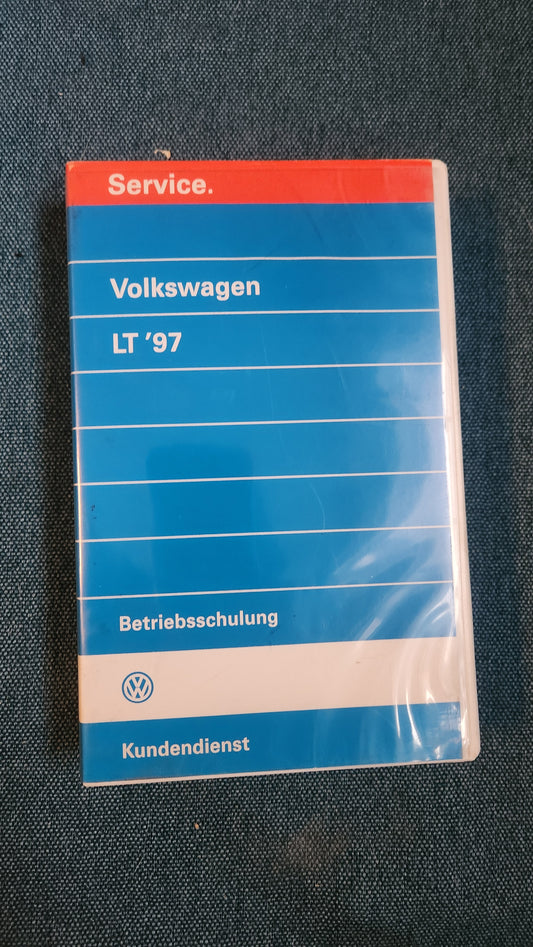 Service.
Volkswagen
LT ’97
Betriebsschulung
Kundendienst